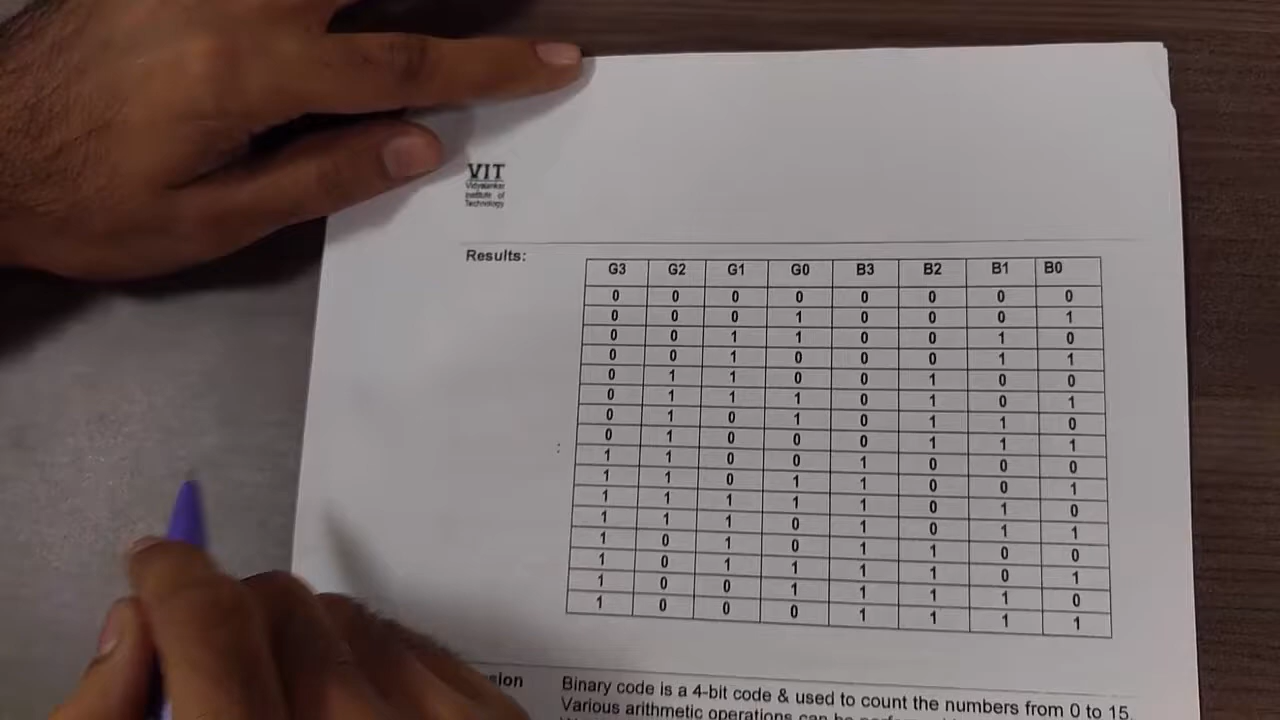 VIT
Vidyalankar
Institute of
Technology
Results:
G3 G2 G1 G0 B3 B2 B1 B0
0 0 0 0 0 0 0 0
0 0 0 1 0 0 0 1
0 0 1 1 0 0 1 0
0 0 1 0 0 0 1 1
0 1 1 0 0 1 0 0
0 1 1 1 0 1 0 1
0 1 0 1 0 1 1 0
0 1 0 0 0 1 1 1
1 1 0 0 1 0 0 0
1 1 0 1 1 0 0 1
1 1 1 1 1 0 1 0
1 1 1 0 1 0 1 1
1 0 1 0 1 1 0 0
1 0 1 1 1 1 0 1
1 0 0 1 1 1 1 0
1 0 0 0 1 1 1 1
sion
Binary code is a 4-bit code & used to count the numbers from 0 to 15.
Various arithmetic operations can be